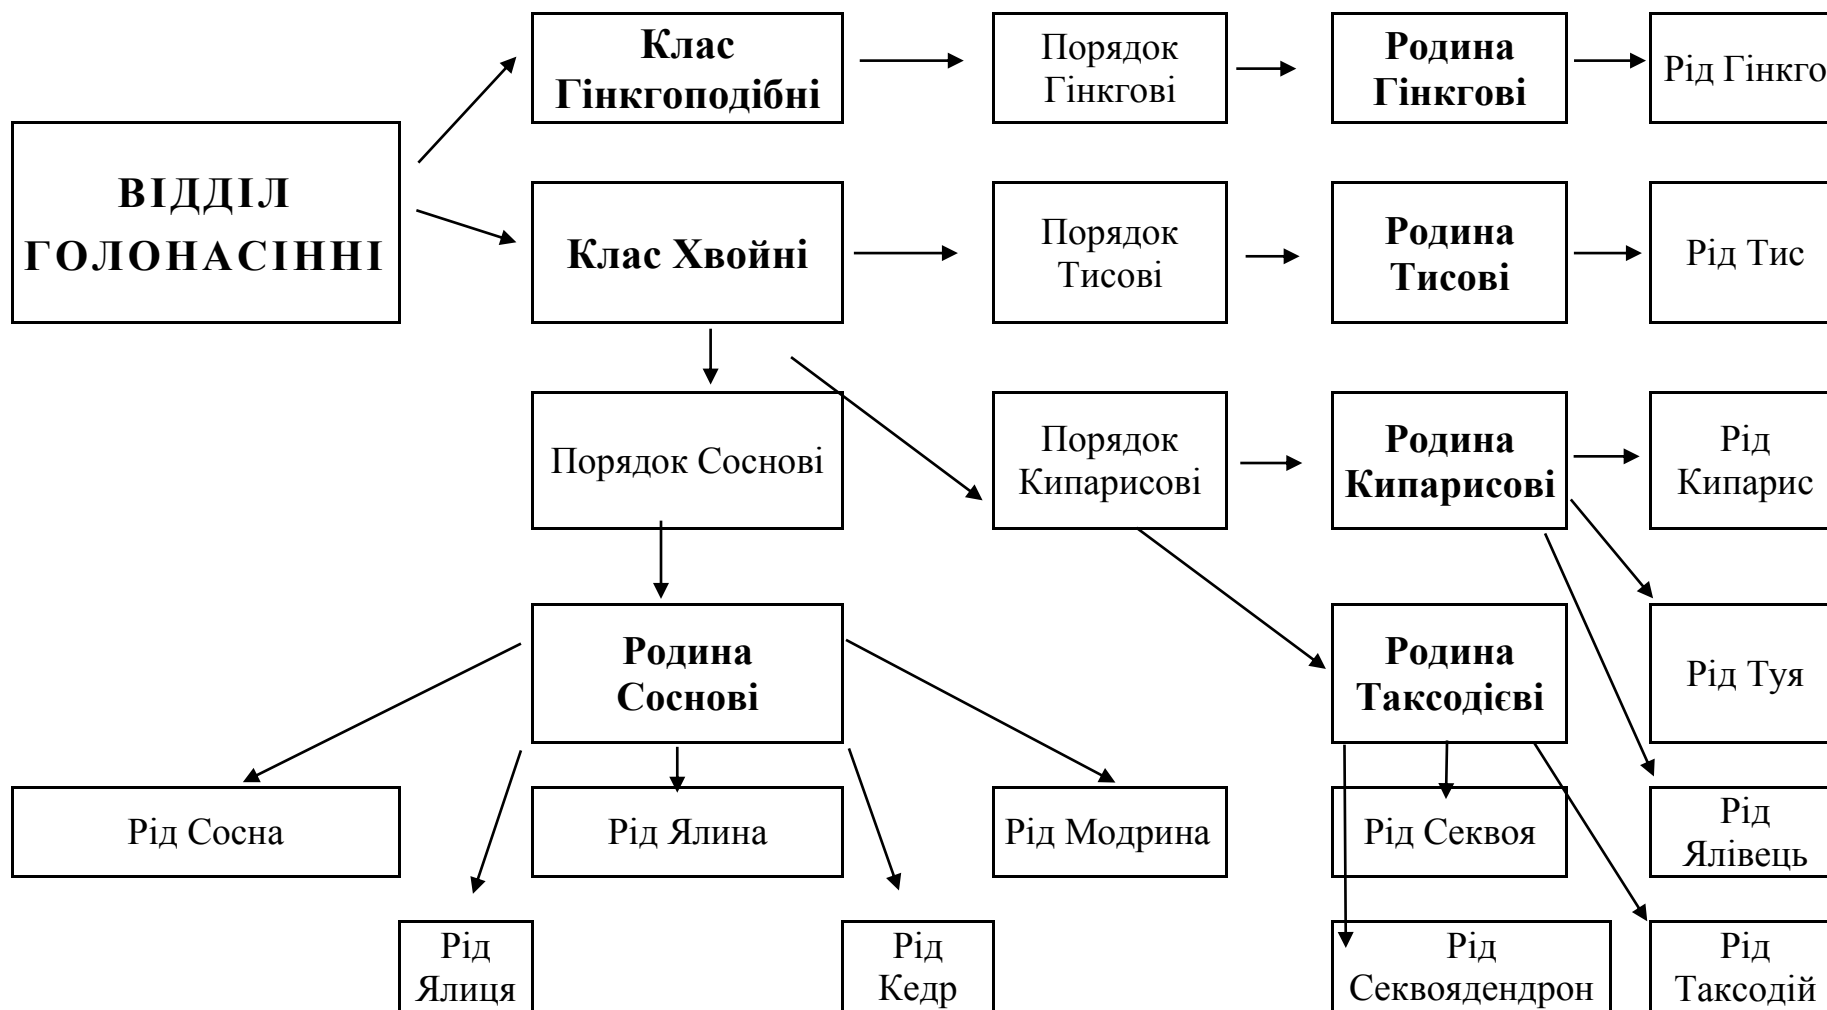 Клас
Гінкгоподібні
Порядок
Гінкгові
Родина
Гінкгові
Рід Гінкго
ВІДДІЛ
ГОЛОНАСІННІ
Клас Хвойні
Порядок
Тисові
Родина
Тисові
Рід Тис
Порядок Соснові
Порядок
Кипарисові
Родина
Кипарисові
Рід
Кипарис
Родина
Соснові
Родина
Таксодієві
Рід Туя
Рід Сосна
Рід Ялина
Рід Модрина
Рід Секвоя
Рід
Ялівець
Рід
Ялиця
Рід
Кедр
Рід
Секвоядендрон
Рід
Таксодій